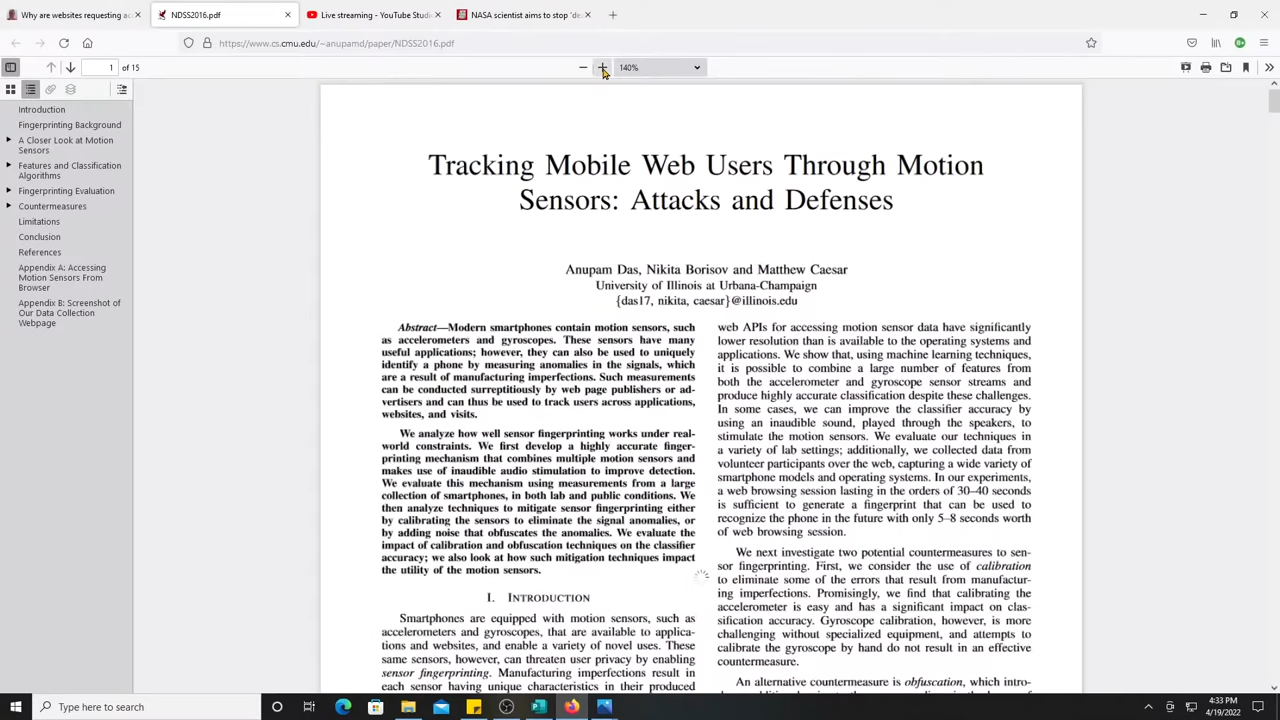 Why are websites requesting ac
NDSS2016.pdf
Live streaming - YouTube Studi
NASA scientist aims to stop 'de
https://www.cs.cmu.edu/~anupamd/paper/NDSS2016.pdf
1 of 15
140%
Introduction
Fingerprinting Background
A Closer Look at Motion
Sensors
Features and Classification
Algorithms
Fingerprinting Evaluation
Countermeasures
Limitations
Conclusion
References
Appendix A: Accessing
Motion Sensors From
Browser
Appendix B: Screenshot of
Our Data Collection
Webpage
Tracking Mobile Web Users Through Motion
Sensors: Attacks and Defenses
Anupam Das, Nikita Borisov and Matthew Caesar
University of Illinois at Urbana-Champaign
{das17, nikita, caesar}@illinois.edu
Abstract—Modern smartphones contain motion sensors, such
as accelerometers and gyroscopes. These sensors have many
useful applications; however, they can also be used to uniquely
identify a phone by measuring anomalies in the signals, which
are a result of manufacturing imperfections. Such measurements
can be conducted surreptitiously by web page publishers or ad-
vertisers and can thus be used to track users across applications,
websites, and visits.
We analyze how well sensor fingerprinting works under real-
world constraints. We first develop a highly accurate finger-
printing mechanism that combines multiple motion sensors and
makes use of inaudible audio stimulation to improve detection.
We evaluate this mechanism using measurements from a large
collection of smartphones, in both lab and public conditions. We
then analyze techniques to mitigate sensor fingerprinting either
by calibrating the sensors to eliminate the signal anomalies, or
by adding noise that obfuscates the anomalies. We evaluate the
impact of calibration and obfuscation techniques on the classifier
accuracy; we also look at how such mitigation techniques impact
the utility of the motion sensors.
I. INTRODUCTION
Smartphones are equipped with motion sensors, such as
accelerometers and gyroscopes, that are available to applica-
tions and websites, and enable a variety of novel uses. These
same sensors, however, can threaten user privacy by enabling
sensor fingerprinting. Manufacturing imperfections result in
each sensor having unique characteristics in their produced
web APIs for accessing motion sensor data have significantly
lower resolution than is available to the operating systems and
applications. We show that, using machine learning techniques,
it is possible to combine a large number of features from
both the accelerometer and gyroscope sensor streams and
produce highly accurate classification despite these challenges.
In some cases, we can improve the classifier accuracy by
using an inaudible sound, played through the speakers, to
stimulate the motion sensors. We evaluate our techniques in
a variety of lab settings; additionally, we collected data from
volunteer participants over the web, capturing a wide variety of
smartphone models and operating systems. In our experiments,
a web browsing session lasting in the orders of 30–40 seconds
is sufficient to generate a fingerprint that can be used to
recognize the phone in the future with only 5–8 seconds worth
of web browsing session.
We next investigate two potential countermeasures to sen-
sor fingerprinting. First, we consider the use of calibration
to eliminate some of the errors that result from manufactur-
ing imperfections. Promisingly, we find that calibrating the
accelerometer is easy and has a significant impact on clas-
sification accuracy. Gyroscope calibration, however, is more
challenging without specialized equipment, and attempts to
calibrate the gyroscope by hand do not result in an effective
countermeasure.
An alternative countermeasure is obfuscation, which intro-
Type here to search
4:33 PM
4/19/2022